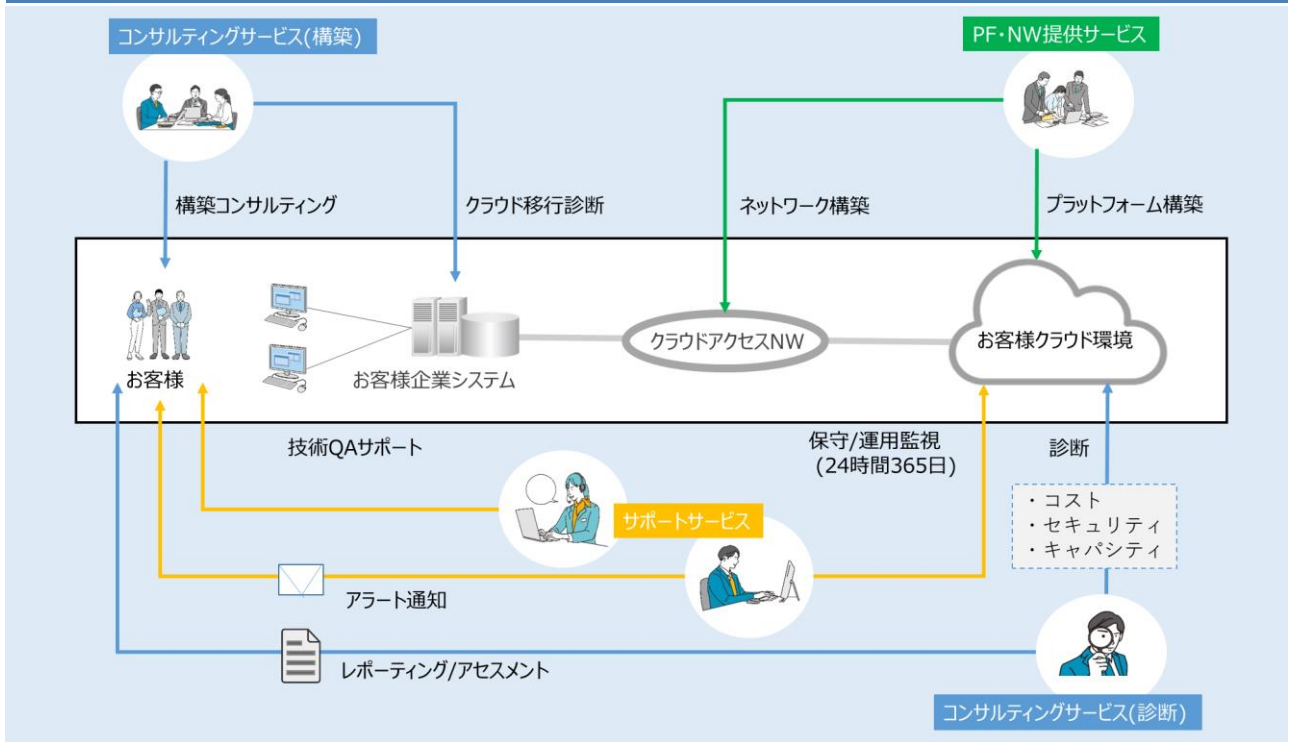 コンサルティングサービス(構築)
PF・NW提供サービス
構築コンサルティング
クラウド移行診断
ネットワーク構築
プラットフォーム構築
お客様
お客様企業システム
クラウドアクセスNW
お客様クラウド環境
技術QAサポート
保守/運用監視
(24時間365日)
診断
・コスト
・セキュリティ
・キャパシティ
サポートサービス
アラート通知
レポーティング/アセスメント
コンサルティングサービス(診断)